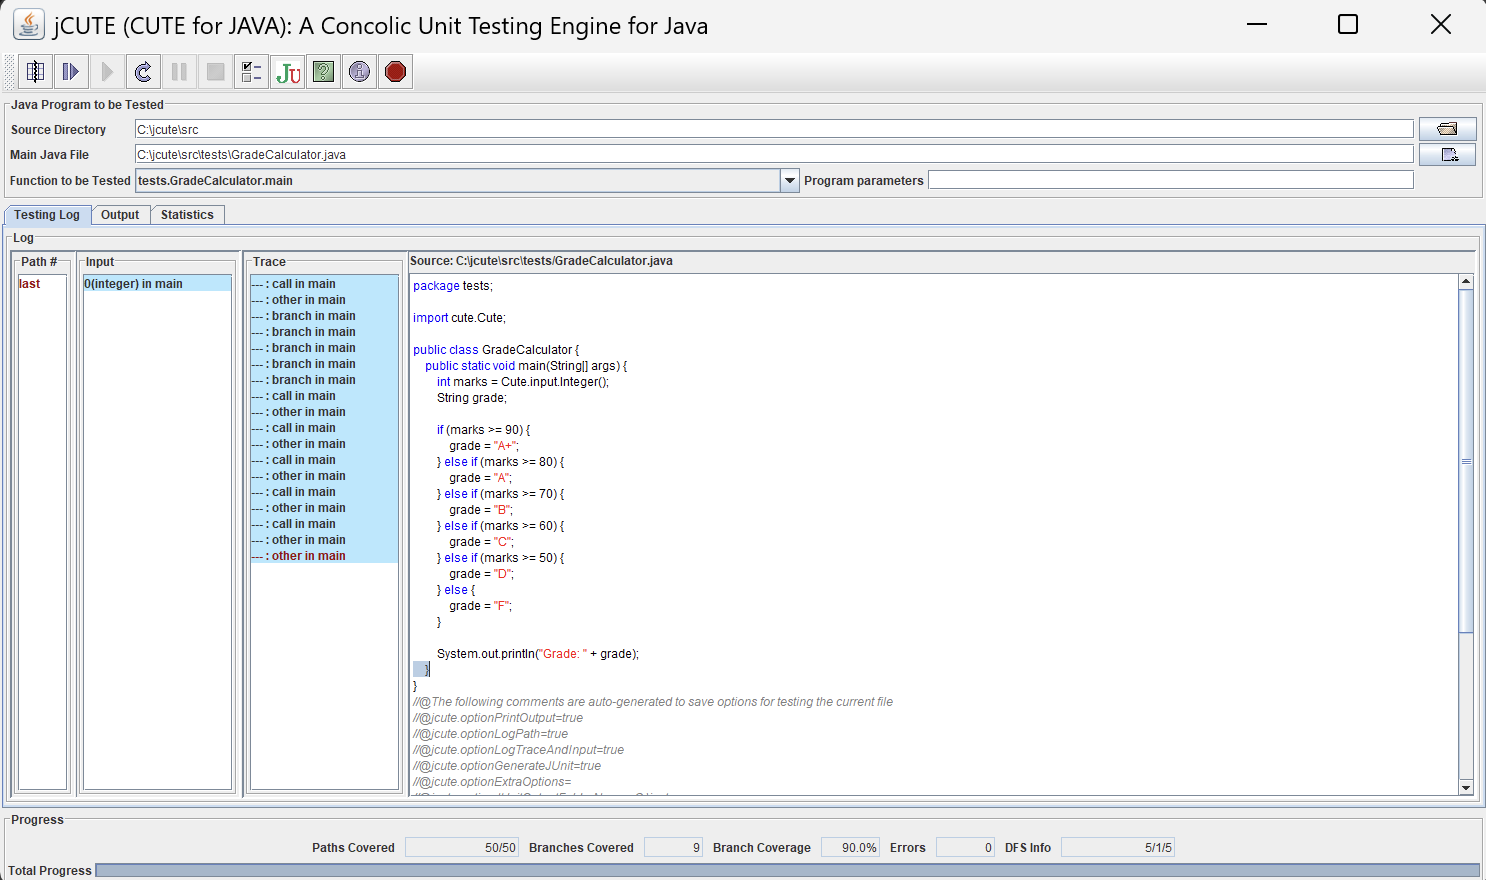 jCUTE (CUTE for JAVA): A Concolic Unit Testing Engine for Java
Java Program to be Tested
Source Directory C:\jcute\src
Main Java File C:\jcute\src\tests\GradeCalculator.java
Function to be Tested tests.GradeCalculator.main Program parameters
Testing Log Output Statistics
Log
Path #
last
Input
0(integer) in main
Trace
--- : call in main
--- : other in main
--- : branch in main
--- : branch in main
--- : branch in main
--- : branch in main
--- : branch in main
--- : call in main
--- : other in main
--- : call in main
--- : other in main
--- : call in main
--- : other in main
--- : call in main
--- : other in main
--- : call in main
--- : other in main
--- : other in main
Source: C:\jcute\src\tests/GradeCalculator.java
package tests;
import cute.Cute;
public class GradeCalculator {
public static void main(String[] args) {
int marks = Cute.input.Integer();
String grade;
if (marks >= 90) {
grade = "A+";
} else if (marks >= 80) {
grade = "A";
} else if (marks >= 70) {
grade = "B";
} else if (marks >= 60) {
grade = "C";
} else if (marks >= 50) {
grade = "D";
} else {
grade = "F";
}
System.out.println("Grade: " + grade);
}
}
//@The following comments are auto-generated to save options for testing the current file
//@jcute.optionPrintOutput=true
//@jcute.optionLogPath=true
//@jcute.optionLogTraceAndInput=true
//@jcute.optionGenerateJUnit=true
//@jcute.optionExtraOptions=
Progress
Paths Covered 50/50 Branches Covered 9 Branch Coverage 90.0% Errors 0 DFS Info 5/1/5
Total Progress